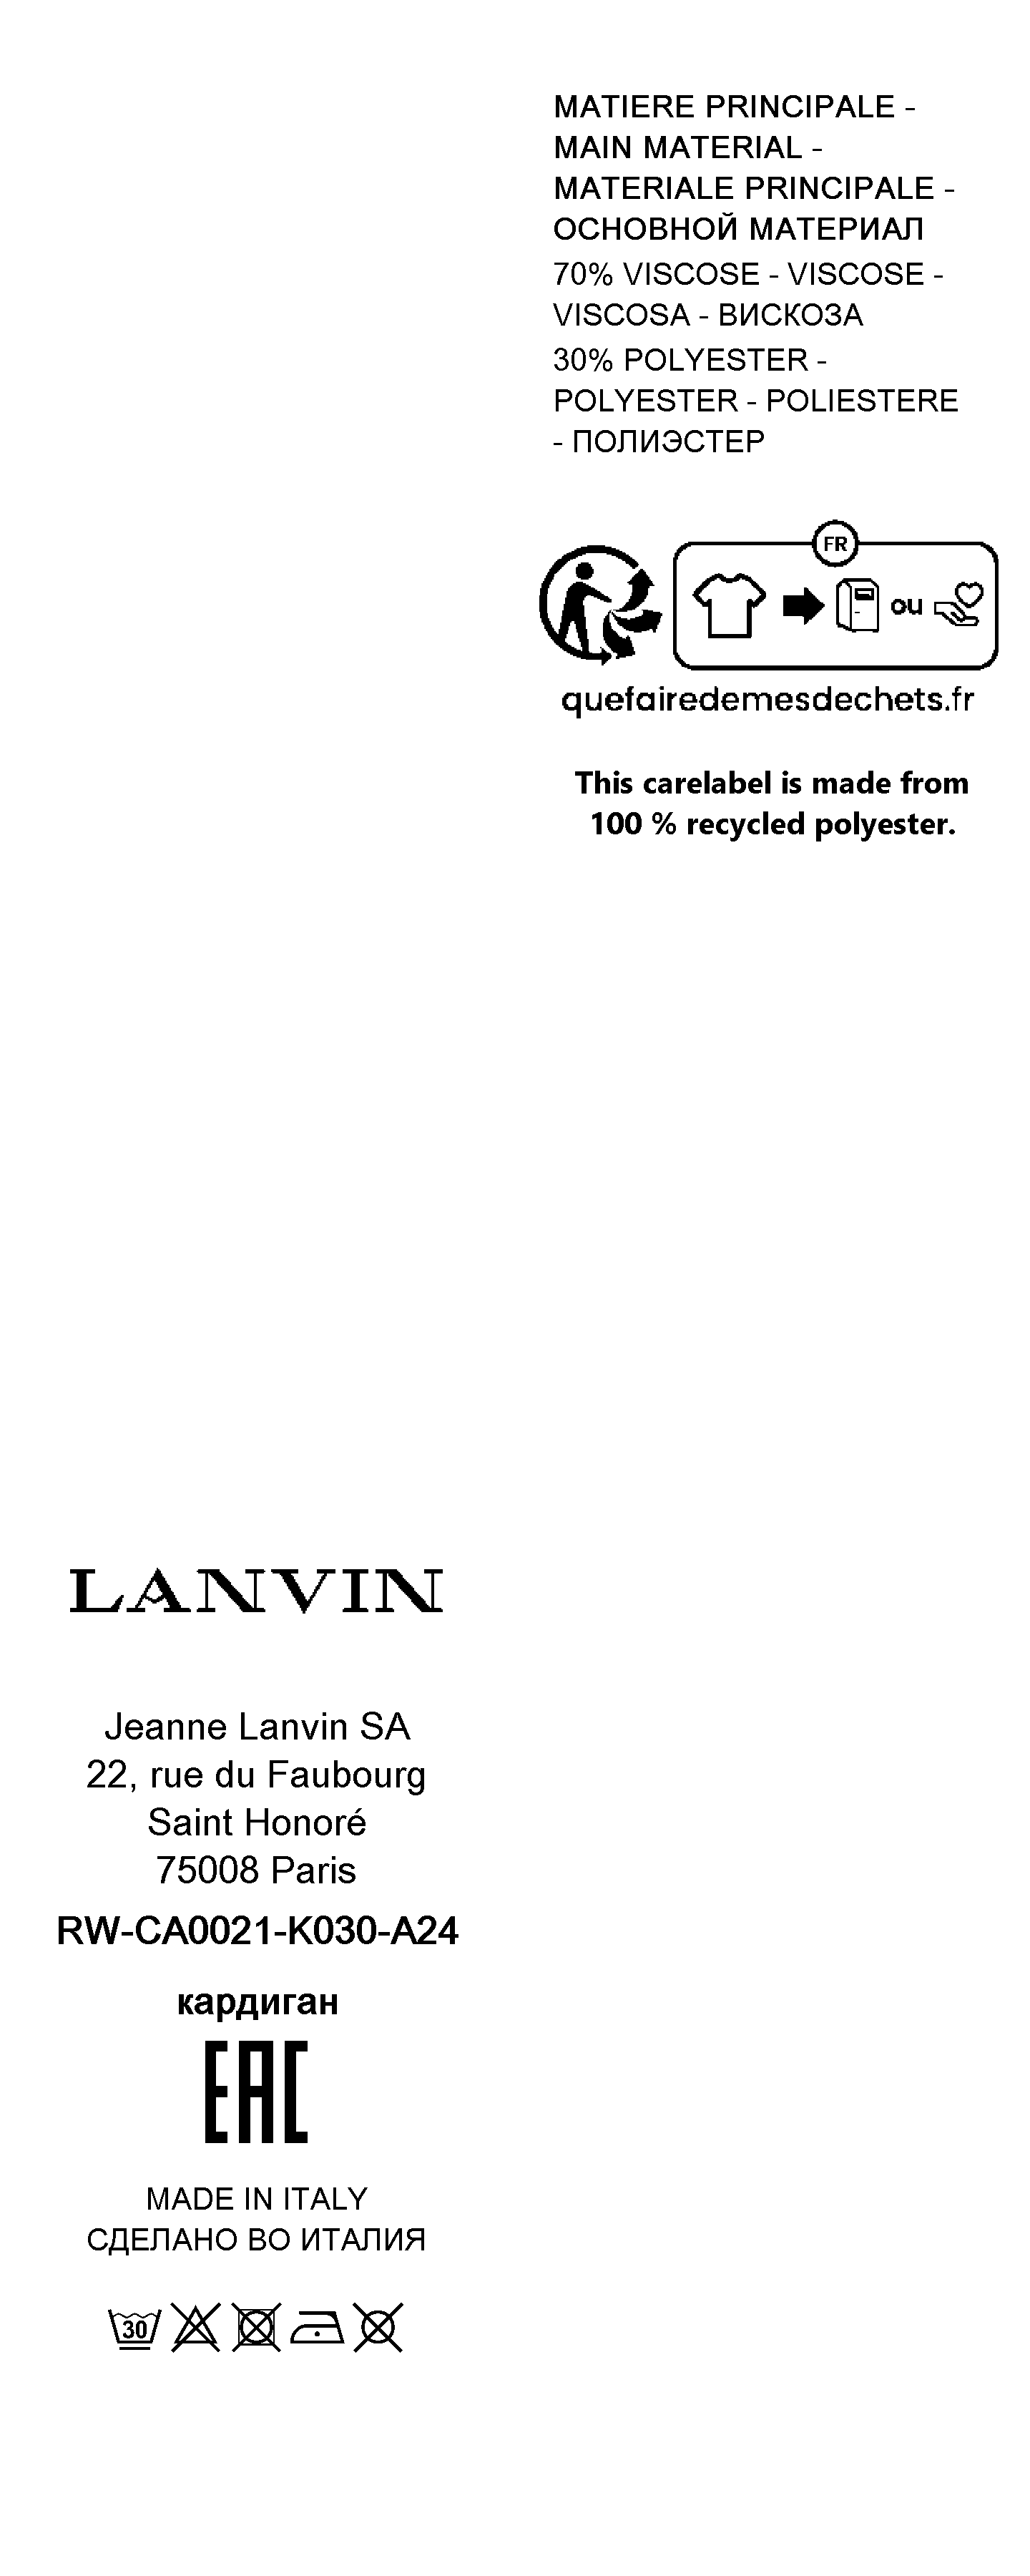 MATIERE PRINCIPALE -
MAIN MATERIAL -
MATERIALE PRINCIPALE -
ОСНОВНОЙ МАТЕРИАЛ
70% VISCOSE - VISCOSE -
VISCOSA - ВИСКОЗА
30% POLYESTER -
POLYESTER - POLIESTERE
- ПОЛИЭСТЕР
FR
ou
quefairedemesdechets.fr
This carelabel is made from
100 % recycled polyester.
LANVIN
Jeanne Lanvin SA
22, rue du Faubourg
Saint Honoré
75008 Paris
RW-CA0021-K030-A24
кардиган
EAC
MADE IN ITALY
СДЕЛАНО ВО ИТАЛИЯ
30